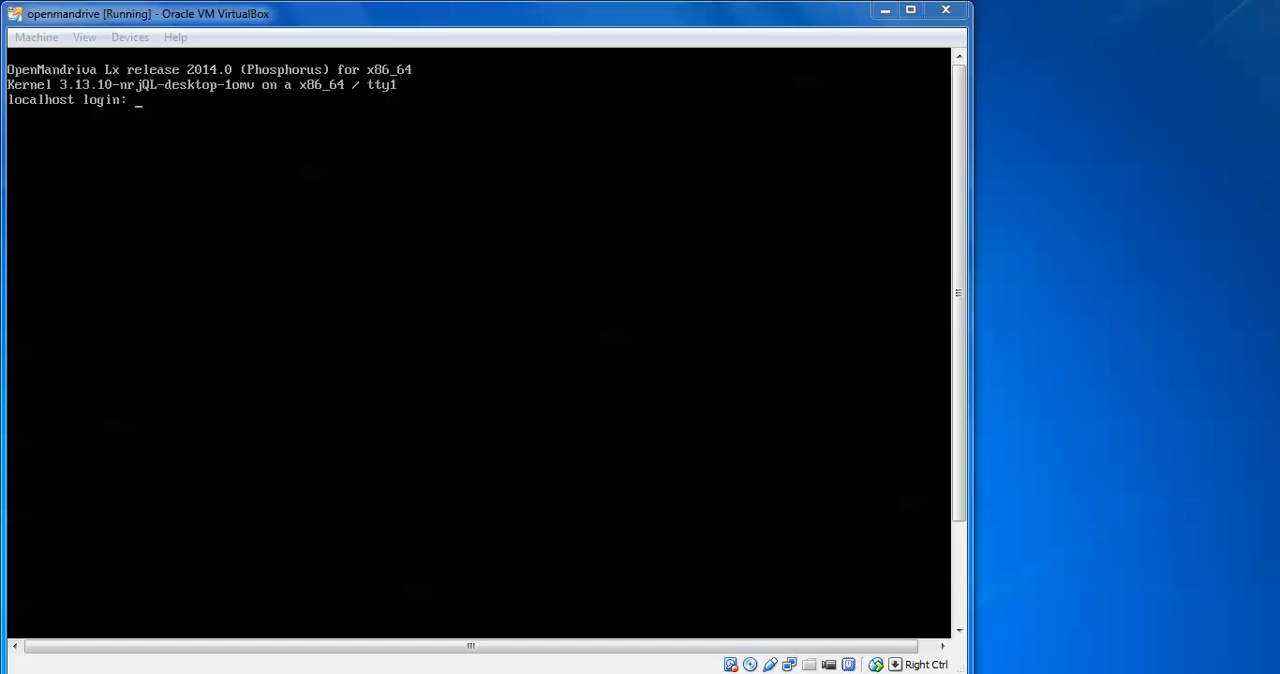 openmandrive [Running] - Oracle VM VirtualBox
Machine View Devices Help
OpenMandriva Lx release 2014.0 (Phosphorus) for x86_64
Kernel 3.13.10-nrjQL-desktop-1omv on a x86_64 / tty1
localhost login: _
Right Ctrl